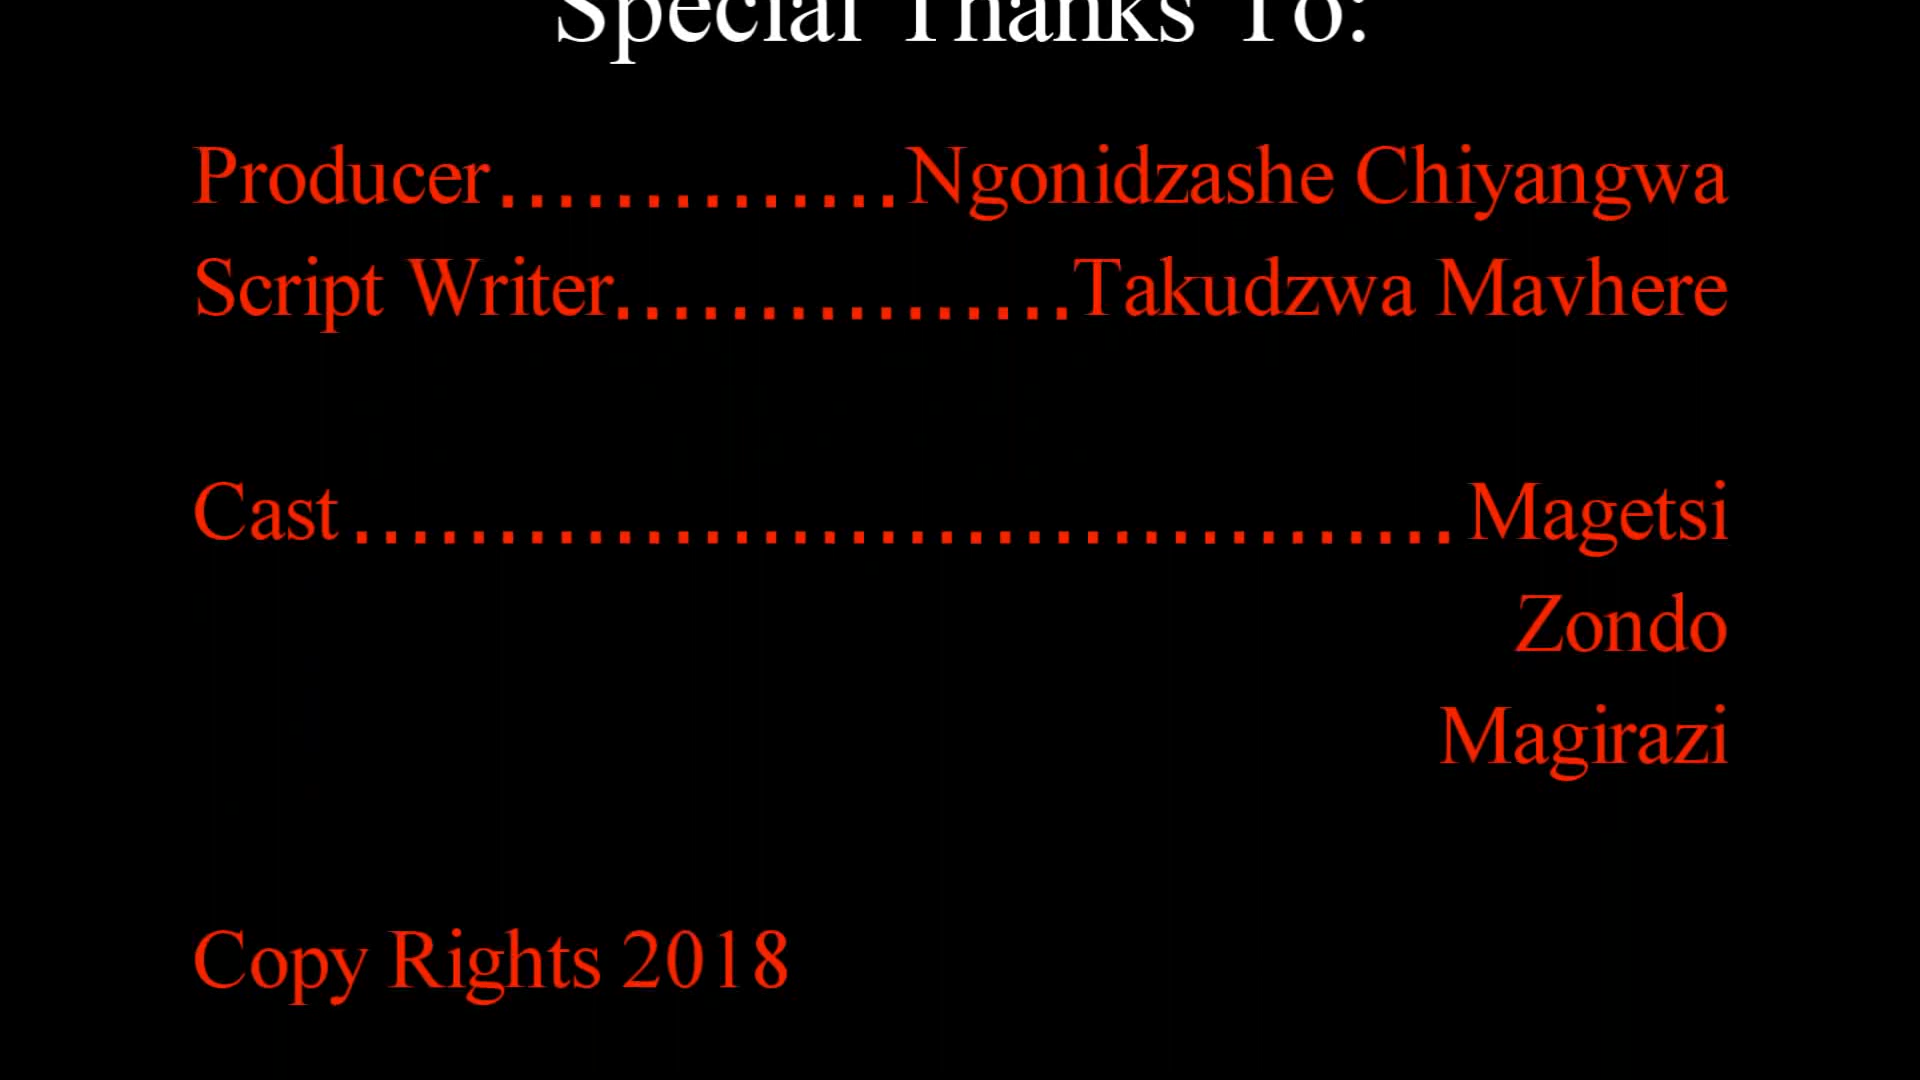 Special Thanks To:
Producer..............Ngonidzashe Chiyangwa
Script Writer................Takudzwa Mavhere
Cast......................................Magetsi
Zondo
Magirazi
Copy Rights 2018